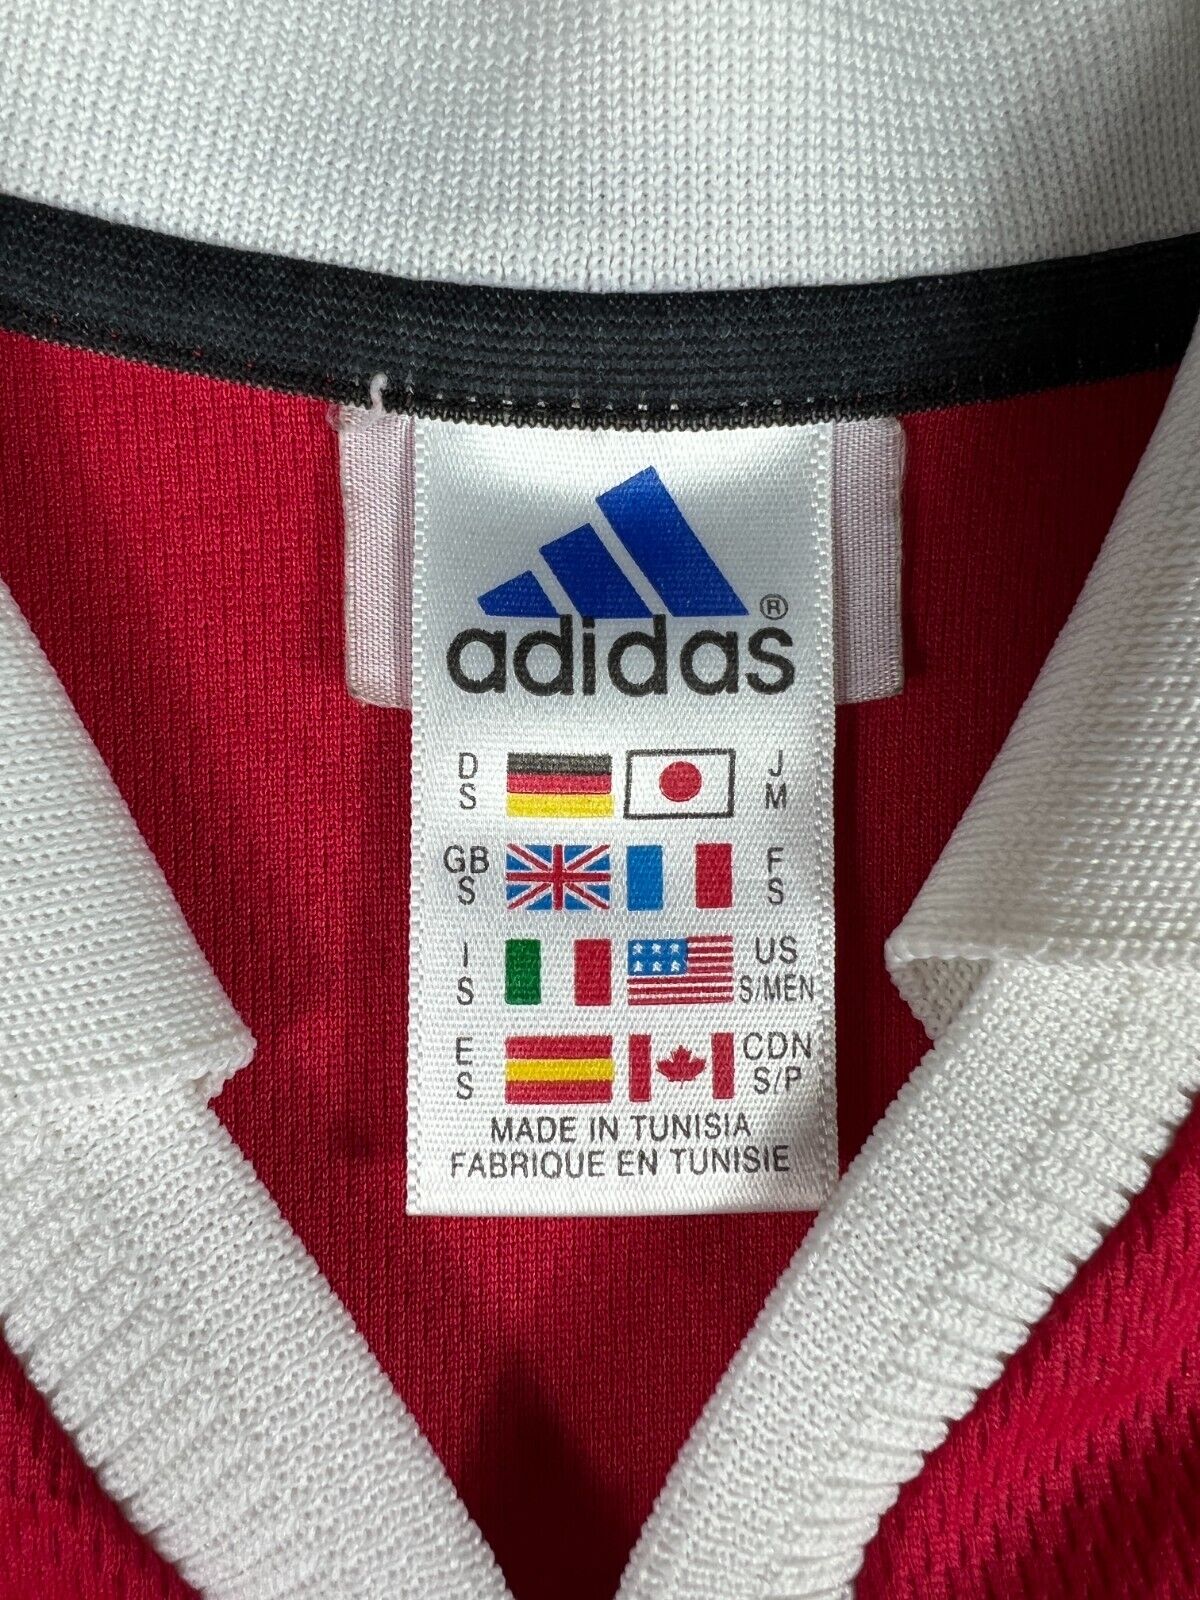 adidas®
D J
S M
GB F
S S
I US
S S/MEN
E CDN
S S/P
MADE IN TUNISIA
FABRIQUE EN TUNISIE